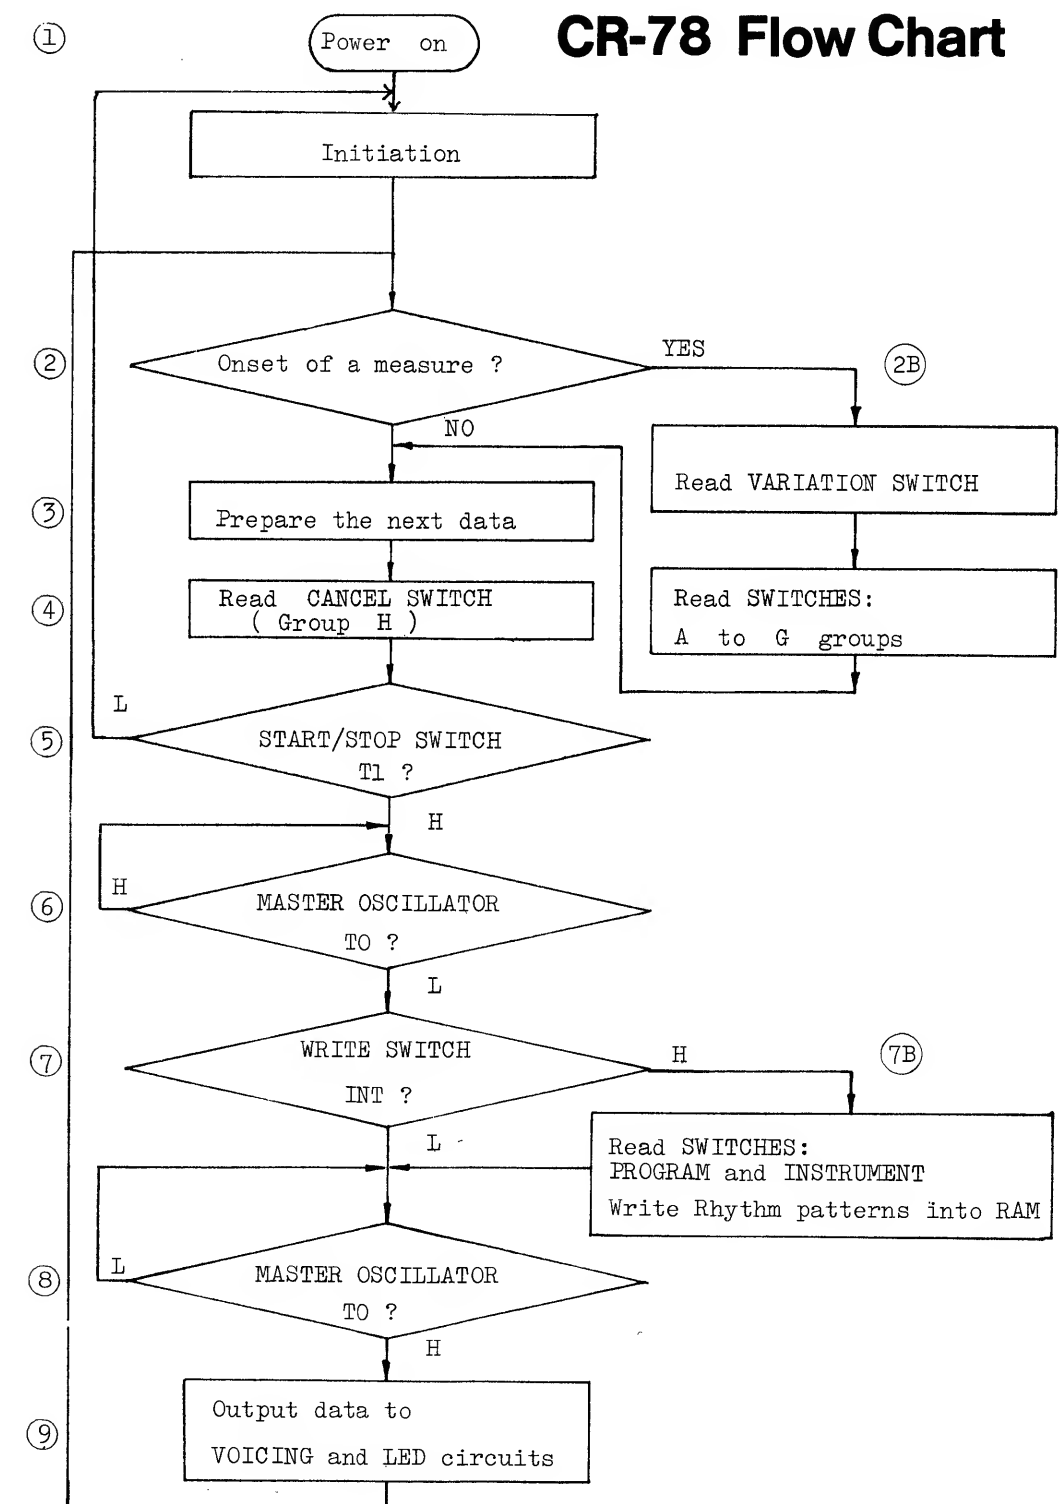 CR-78 Flow Chart
1
Power on
Initiation
2
Onset of a measure ?
YES
2B
NO
Read VARIATION SWITCH
3
Prepare the next data
4
Read CANCEL SWITCH
( Group H )
Read SWITCHES:
A to G groups
L
5
START/STOP SWITCH
T1 ?
H
H
6
MASTER OSCILLATOR
TO ?
L
7
WRITE SWITCH
INT ?
H
7B
L
Read SWITCHES:
PROGRAM and INSTRUMENT
Write Rhythm patterns into RAM
L
8
MASTER OSCILLATOR
TO ?
H
9
Output data to
VOICING and LED circuits